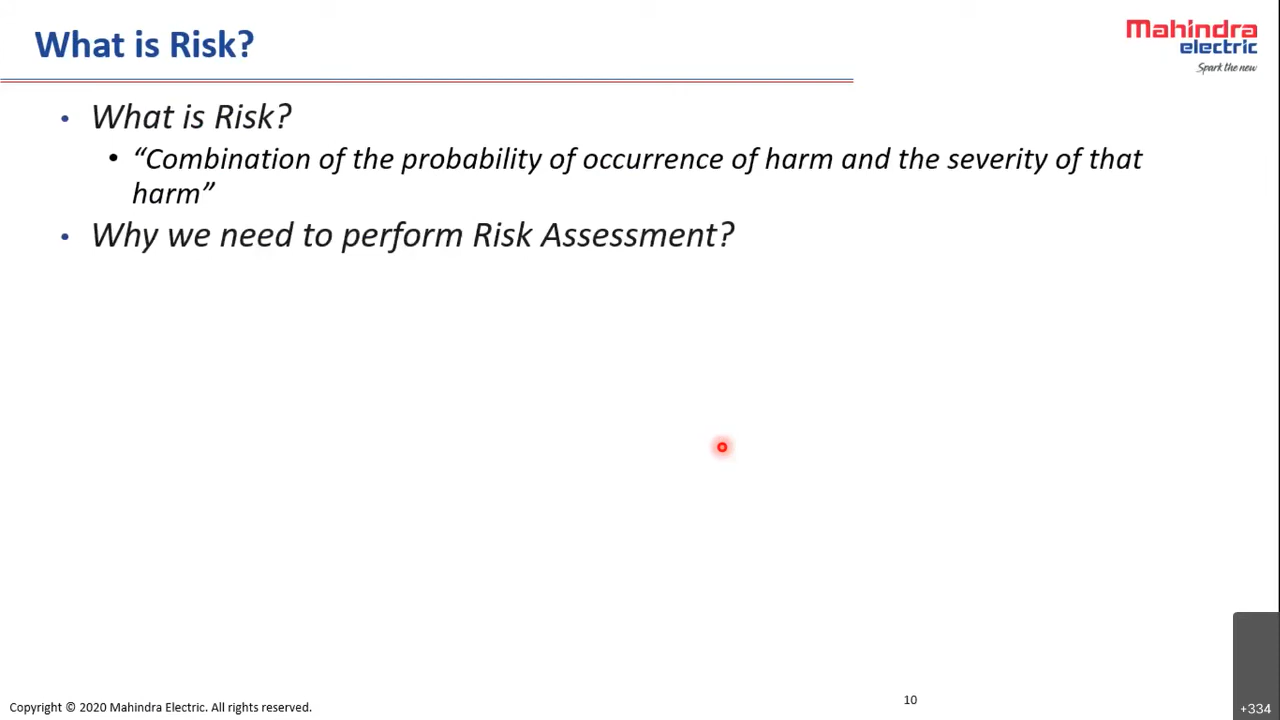 What is Risk?
Mahindra
electric
Spark the new
• What is Risk?
• “Combination of the probability of occurrence of harm and the severity of that
harm”
• Why we need to perform Risk Assessment?
Copyright © 2020 Mahindra Electric. All rights reserved.
10
+334